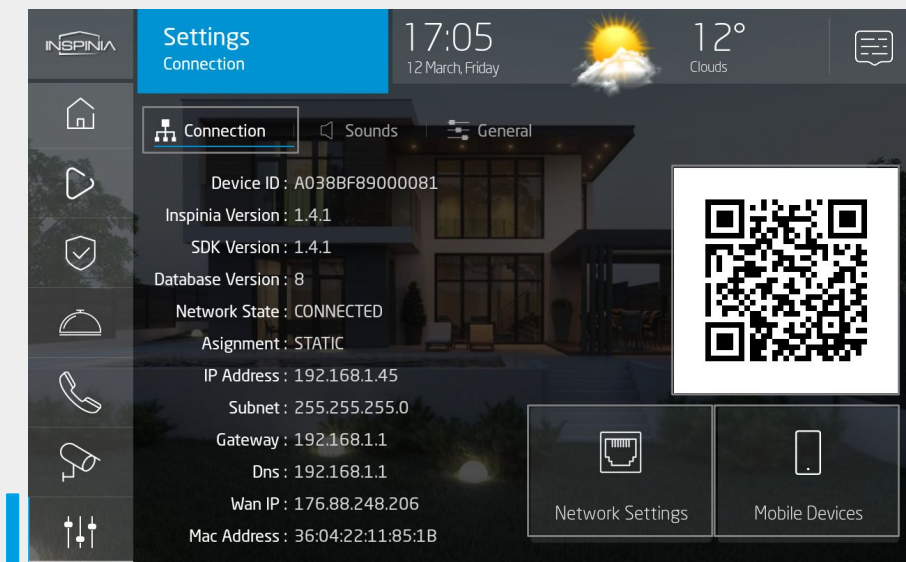 INSPINIA
Settings
Connection
17:05
12 March, Friday
12°
Clouds
Connection
Sounds
General
Device ID : A038BF89000081
Inspinia Version : 1.4.1
SDK Version : 1.4.1
Database Version : 8
Network State : CONNECTED
Asignment : STATIC
IP Address : 192.168.1.45
Subnet : 255.255.255.0
Gateway : 192.168.1.1
Dns : 192.168.1.1
Wan IP : 176.88.248.206
Mac Address : 36:04:22:11:85:1B
Network Settings
Mobile Devices